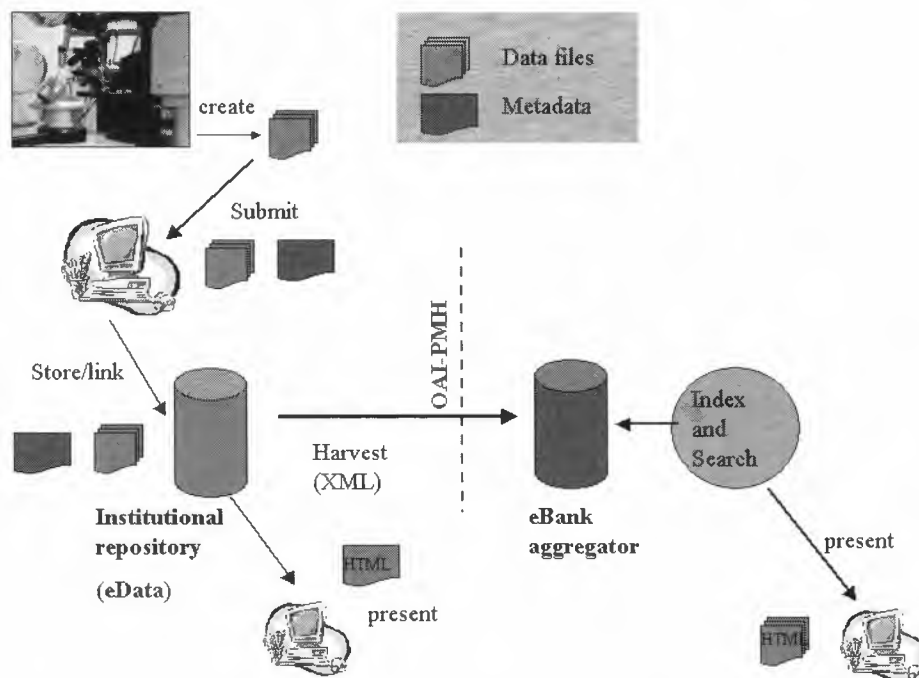 create
Data files
Metadata
Submit
OAI-PMH
Store/link
Harvest
(XML)
Index
and
Search
Institutional
repository
(eData)
eBank
aggregator
HTML
present
present
HTML